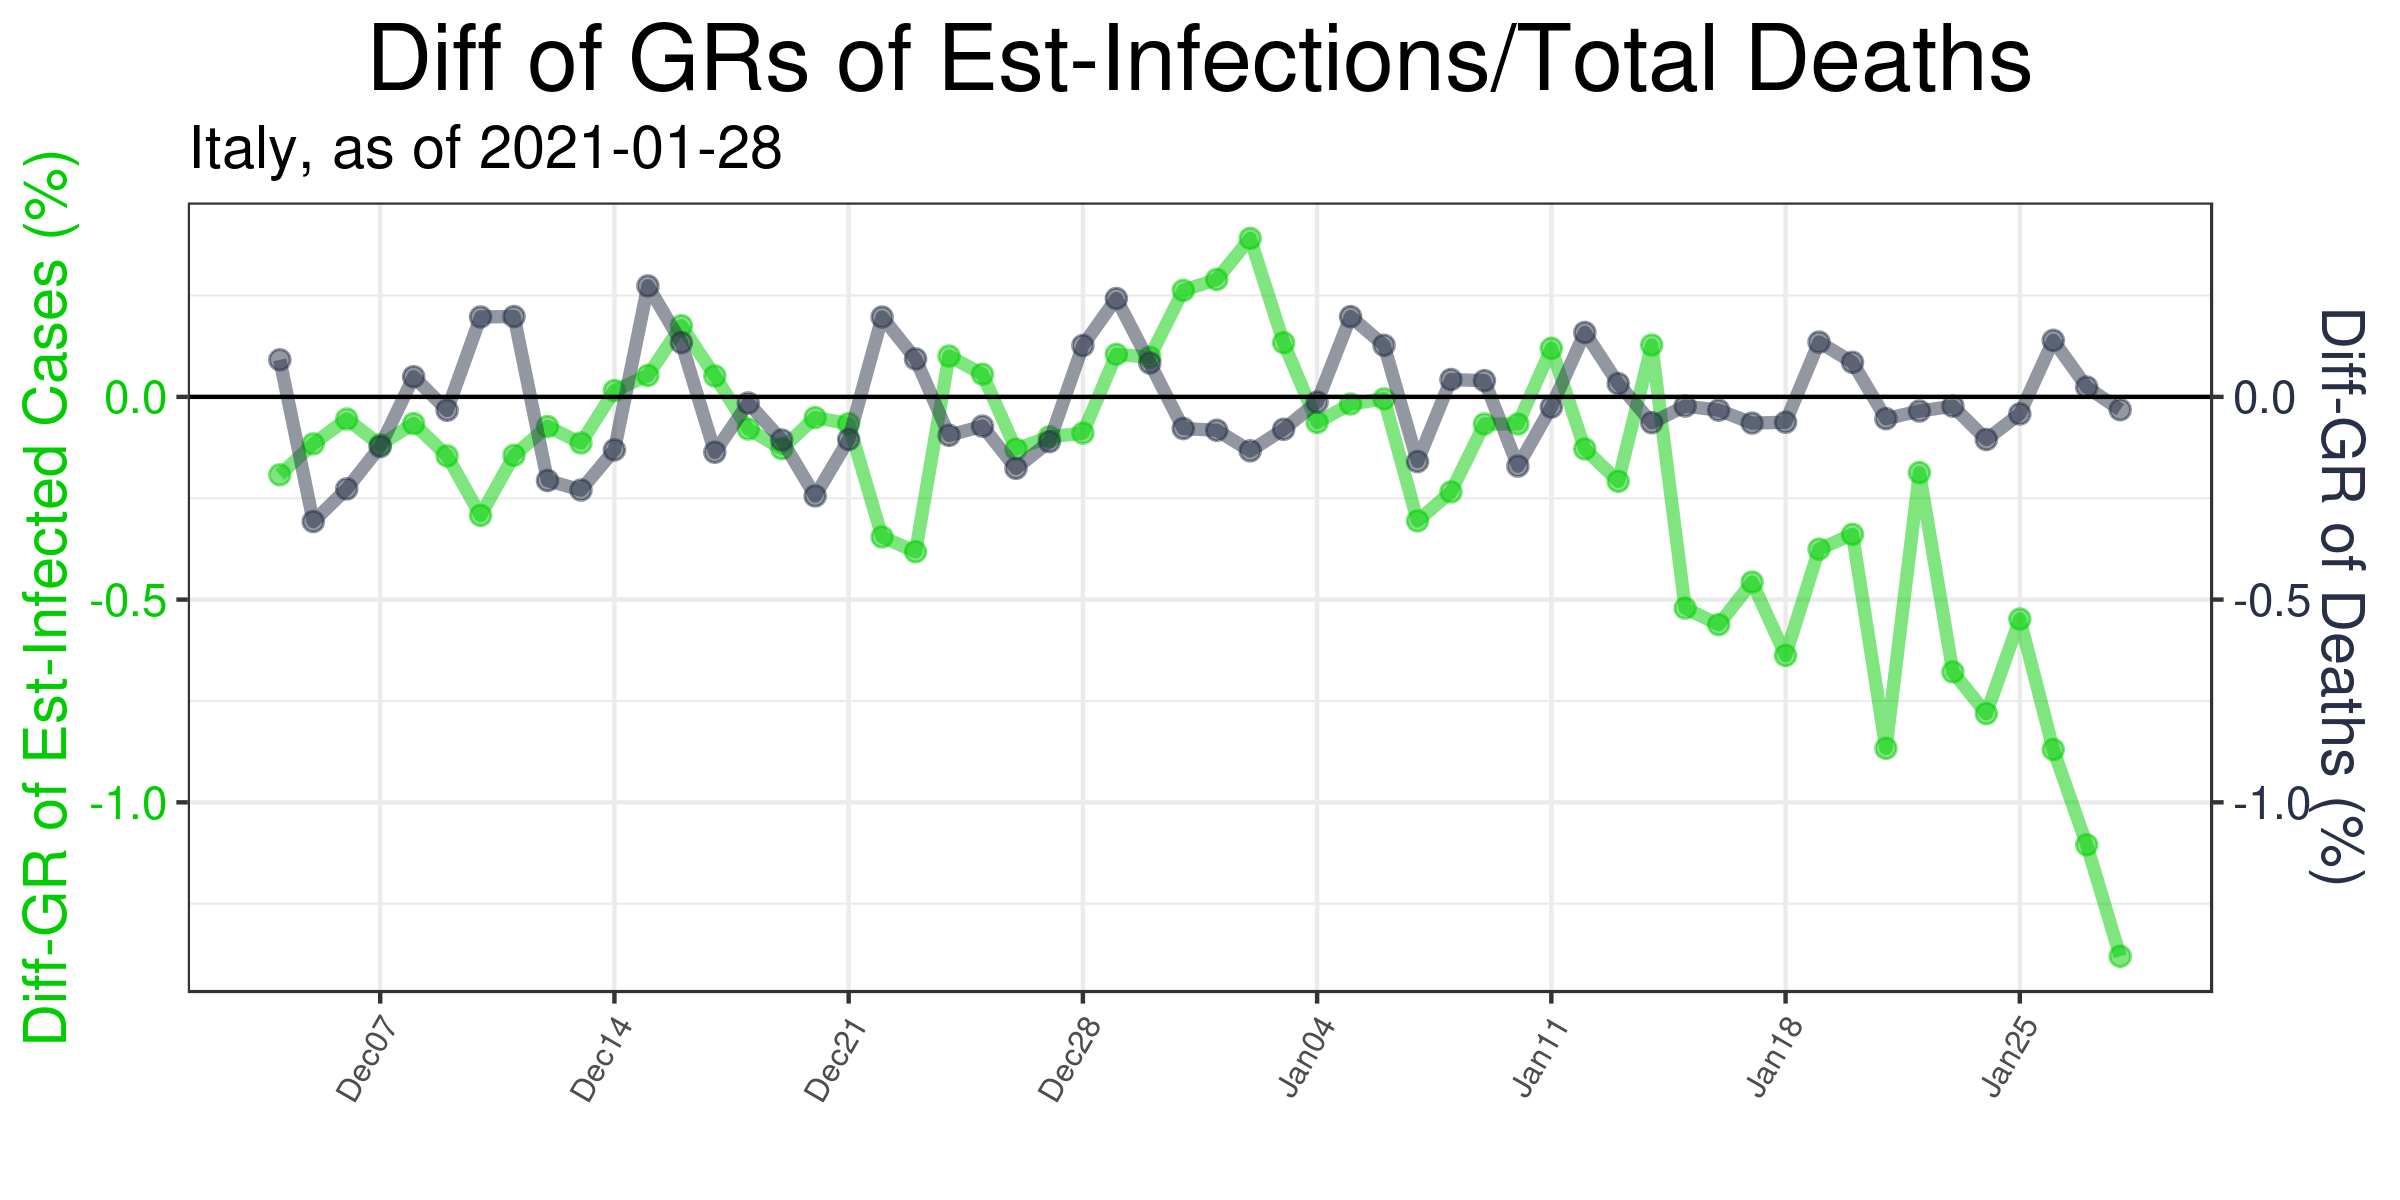 Diff of GRs of Est-Infections/Total Deaths
Italy, as of 2021-01-28
Diff-GR of Est-Infected Cases (%)
0.0
-0.5
-1.0
0.0
-0.5
-1.0
Diff-GR of Deaths (%)
Dec07
Dec14
Dec21
Dec28
Jan04
Jan11
Jan18
Jan25